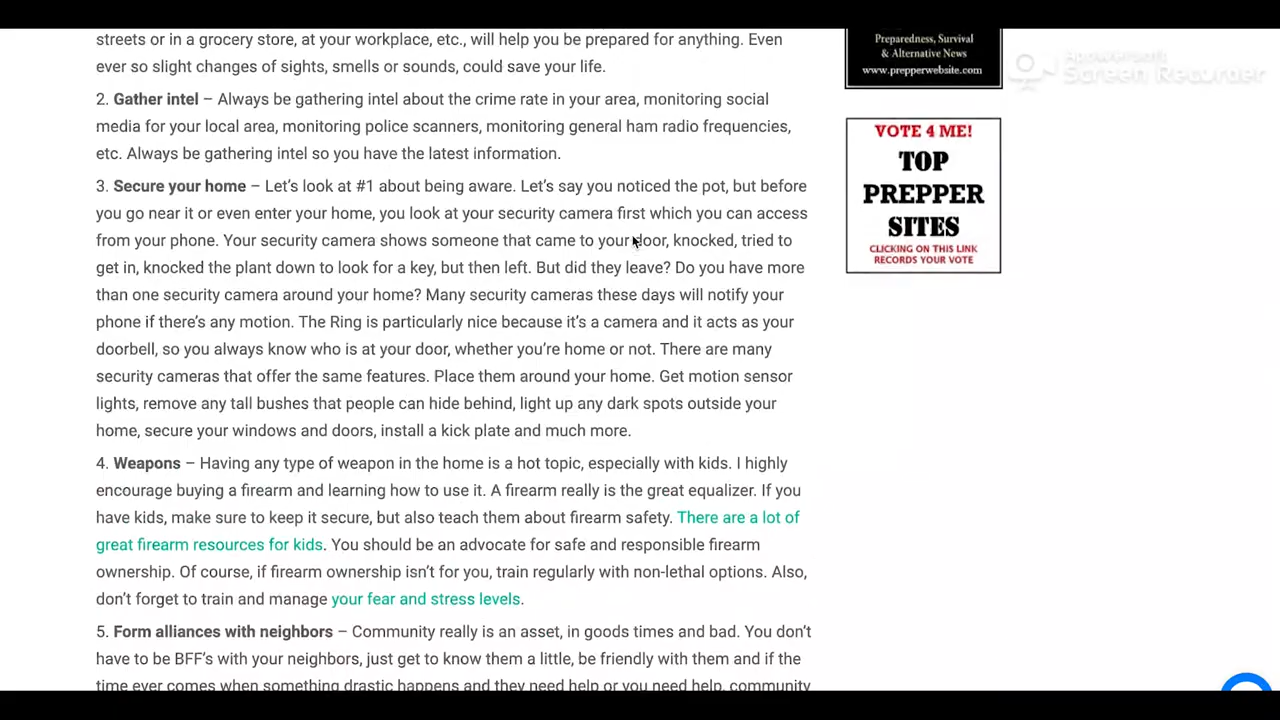 streets or in a grocery store, at your workplace, etc., will help you be prepared for anything. Even
ever so slight changes of sights, smells or sounds, could save your life.
2. Gather intel – Always be gathering intel about the crime rate in your area, monitoring social
media for your local area, monitoring police scanners, monitoring general ham radio frequencies,
etc. Always be gathering intel so you have the latest information.
3. Secure your home – Let’s look at #1 about being aware. Let’s say you noticed the pot, but before
you go near it or even enter your home, you look at your security camera first which you can access
from your phone. Your security camera shows someone that came to your door, knocked, tried to
get in, knocked the plant down to look for a key, but then left. But did they leave? Do you have more
than one security camera around your home? Many security cameras these days will notify your
phone if there’s any motion. The Ring is particularly nice because it’s a camera and it acts as your
doorbell, so you always know who is at your door, whether you’re home or not. There are many
security cameras that offer the same features. Place them around your home. Get motion sensor
lights, remove any tall bushes that people can hide behind, light up any dark spots outside your
home, secure your windows and doors, install a kick plate and much more.
4. Weapons – Having any type of weapon in the home is a hot topic, especially with kids. I highly
encourage buying a firearm and learning how to use it. A firearm really is the great equalizer. If you
have kids, make sure to keep it secure, but also teach them about firearm safety. There are a lot of
great firearm resources for kids. You should be an advocate for safe and responsible firearm
ownership. Of course, if firearm ownership isn’t for you, train regularly with non-lethal options. Also,
don’t forget to train and manage your fear and stress levels.
5. Form alliances with neighbors – Community really is an asset, in goods times and bad. You don’t
have to be BFF’s with your neighbors, just get to know them a little, be friendly with them and if the
time ever comes when something drastic happens and they need help or you need help, community
Preparedness, Survival
& Alternative News
www.prepperwebsite.com
VOTE 4 ME!
TOP
PREPPER
SITES
CLICKING ON THIS LINK
RECORDS YOUR VOTE
Apowersoft
Screen Recorder